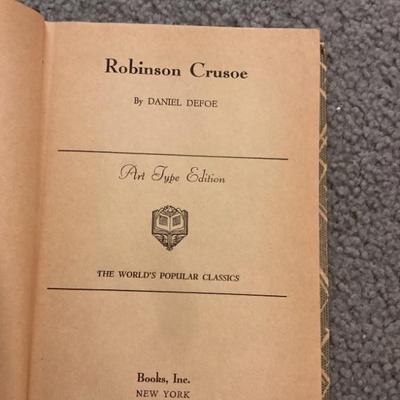 Robinson Crusoe
By DANIEL DEFOE
Art Type Edition
THE WORLD'S POPULAR CLASSICS
Books, Inc.
NEW YORK